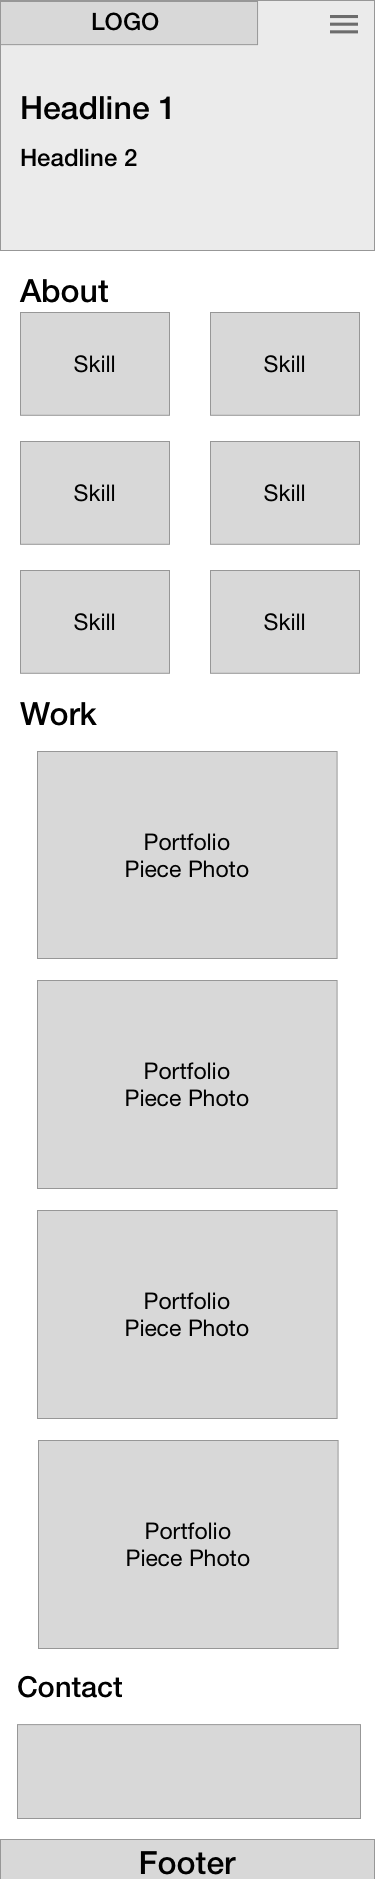 LOGO
Headline 1
Headline 2
About
Skill
Skill
Skill
Skill
Skill
Skill
Work
Portfolio
Piece Photo
Portfolio
Piece Photo
Portfolio
Piece Photo
Portfolio
Piece Photo
Contact
Footer